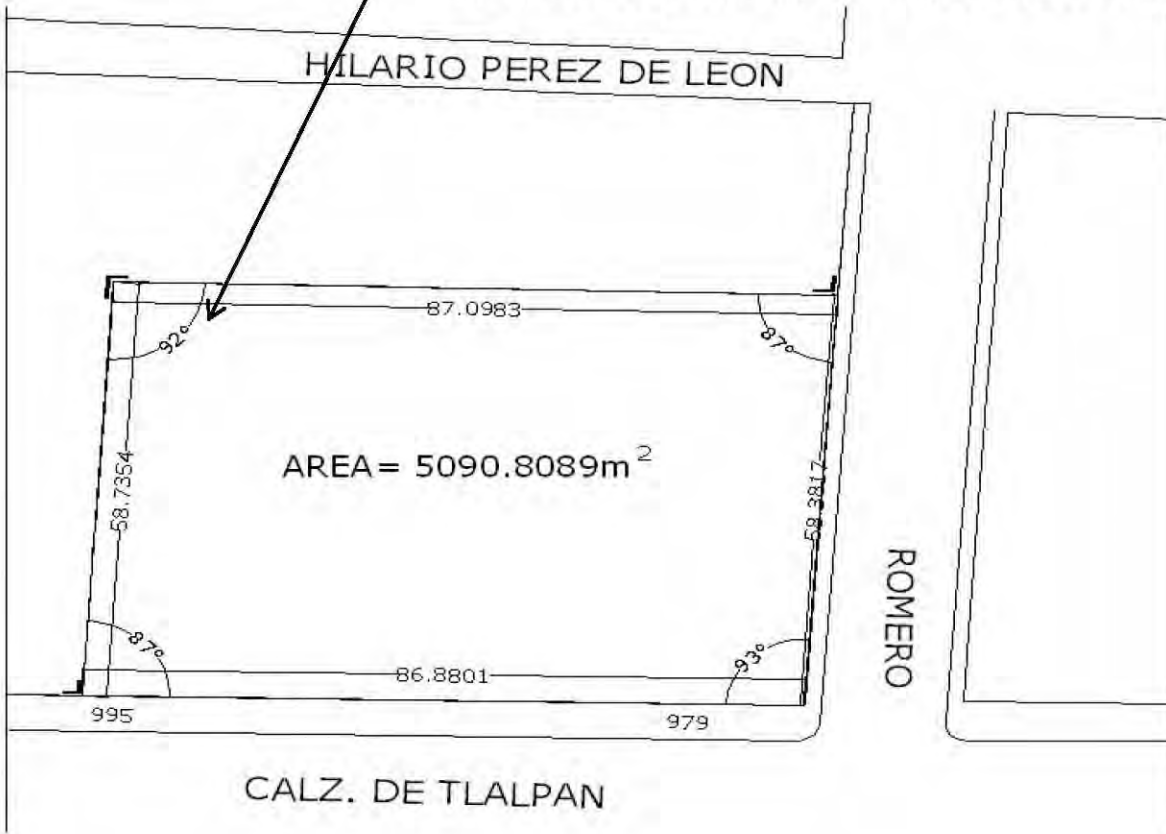 HILARIO PEREZ DE LEON
87.0983
92°
87°
58.7354
AREA= 5090.8089m²
58.3817
ROMERO
87°
93°
86.8801
995
979
CALZ. DE TLALPAN